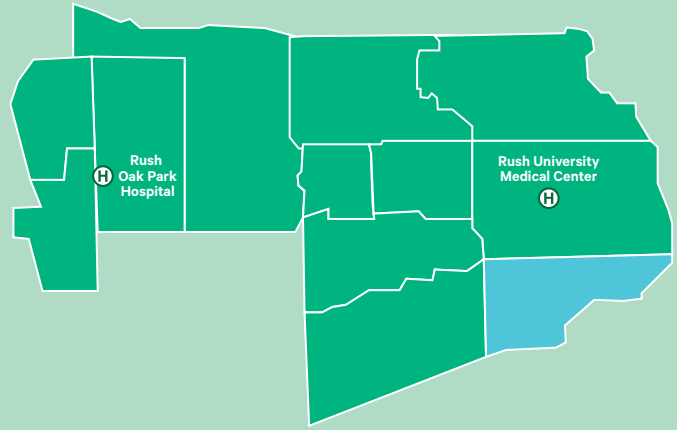 Rush
Oak Park
Hospital
H
Rush University
Medical Center
H